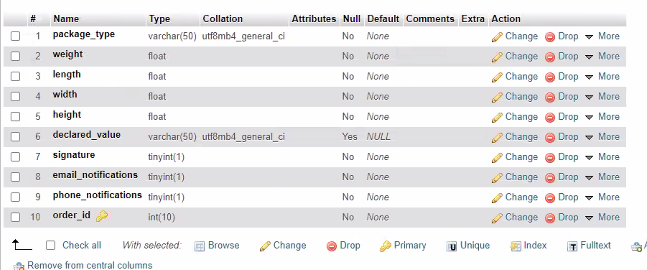 # Name Type Collation Attributes Null Default Comments Extra Action
1 package_type varchar(50) utf8mb4_general_ci No None Change Drop More
2 weight float No None Change Drop More
3 length float No None Change Drop More
4 width float No None Change Drop More
5 height float No None Change Drop More
6 declared_value varchar(50) utf8mb4_general_ci Yes NULL Change Drop More
7 signature tinyint(1) No None Change Drop More
8 email_notifications tinyint(1) No None Change Drop More
9 phone_notifications tinyint(1) No None Change Drop More
10 order_id int(10) No None Change Drop More
Check all With selected: Browse Change Drop Primary U Unique Index T Fulltext A
Remove from central columns